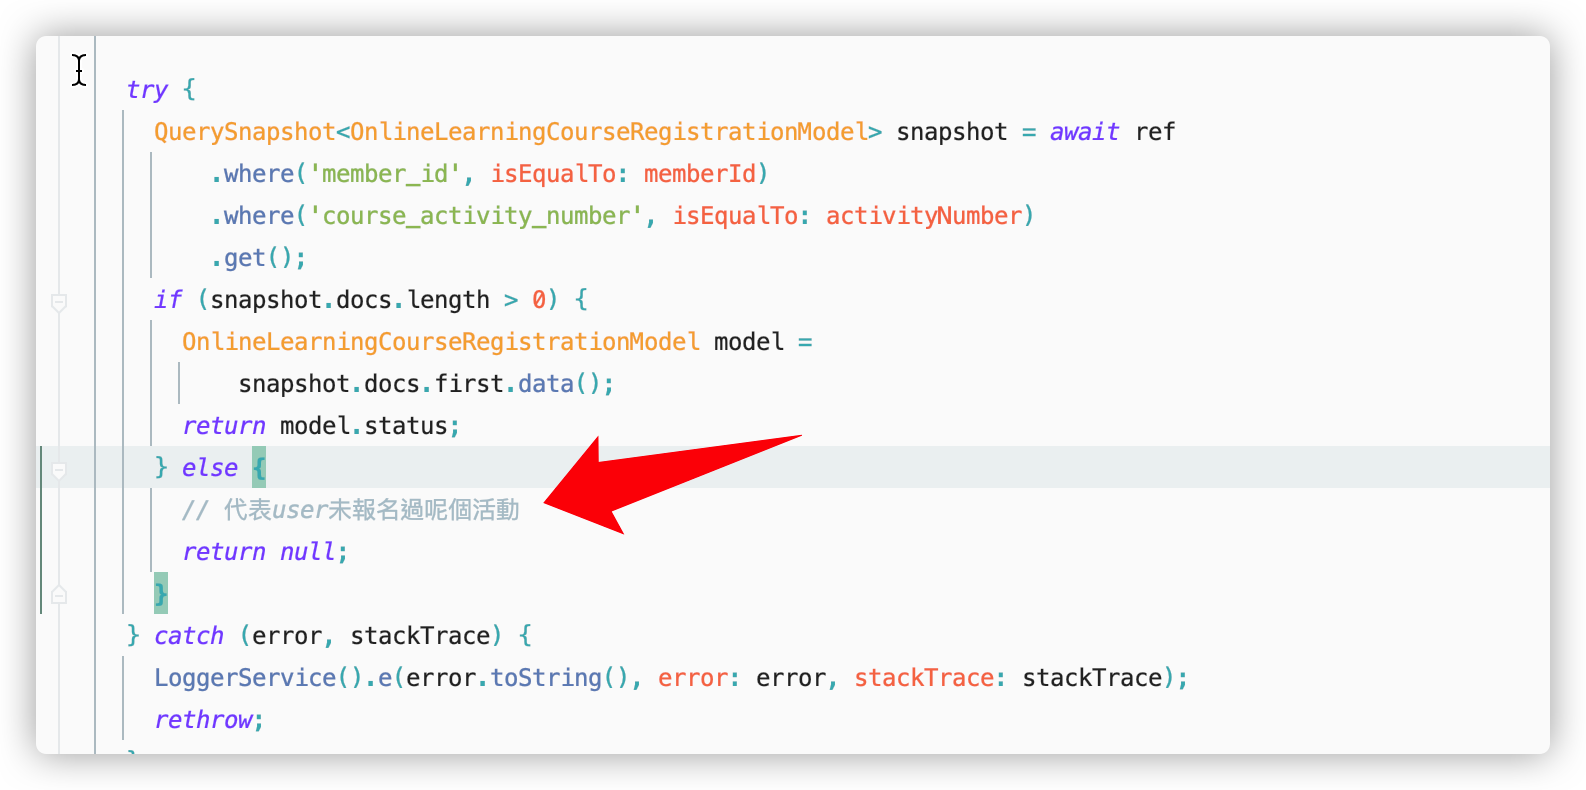 try {
QuerySnapshot<OnlineLearningCourseRegistrationModel> snapshot = await ref
.where('member_id', isEqualTo: memberId)
.where('course_activity_number', isEqualTo: activityNumber)
.get();
if (snapshot.docs.length > 0) {
OnlineLearningCourseRegistrationModel model =
snapshot.docs.first.data();
return model.status;
} else {
// 代表user未報名過呢個活動
return null;
}
} catch (error, stackTrace) {
LoggerService().e(error.toString(), error: error, stackTrace: stackTrace);
rethrow;